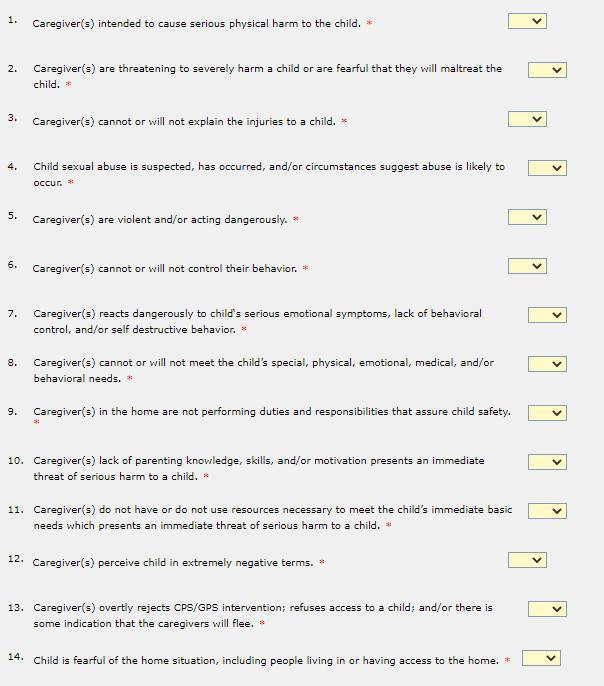 1. Caregiver(s) intended to cause serious physical harm to the child. *
2. Caregiver(s) are threatening to severely harm a child or are fearful that they will maltreat the
child. *
3. Caregiver(s) cannot or will not explain the injuries to a child. *
4. Child sexual abuse is suspected, has occurred, and/or circumstances suggest abuse is likely to
occur. *
5. Caregiver(s) are violent and/or acting dangerously. *
6. Caregiver(s) cannot or will not control their behavior. *
7. Caregiver(s) reacts dangerously to child's serious emotional symptoms, lack of behavioral
control, and/or self destructive behavior. *
8. Caregiver(s) cannot or will not meet the child's special, physical, emotional, medical, and/or
behavioral needs. *
9. Caregiver(s) in the home are not performing duties and responsibilities that assure child safety.
*
10. Caregiver(s) lack of parenting knowledge, skills, and/or motivation presents an immediate
threat of serious harm to a child. *
11. Caregiver(s) do not have or do not use resources necessary to meet the child's immediate basic
needs which presents an immediate threat of serious harm to a child. *
12. Caregiver(s) perceive child in extremely negative terms. *
13. Caregiver(s) overtly rejects CPS/GPS intervention; refuses access to a child; and/or there is
some indication that the caregivers will flee. *
14. Child is fearful of the home situation, including people living in or having access to the home. *